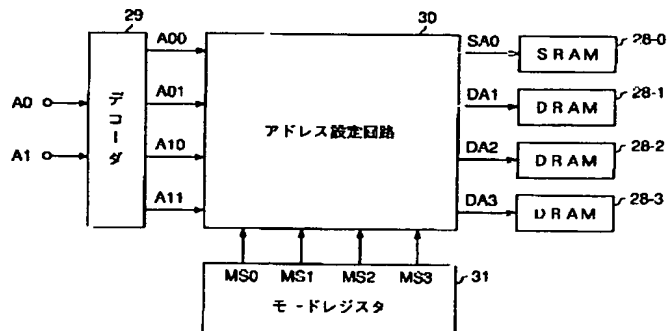 29
30
A0
A1
デコーダ
A00
A01
A10
A11
アドレス設定回路
SA0
DA1
DA2
DA3
SRAM
28-0
DRAM
28-1
DRAM
28-2
DRAM
28-3
MS0 MS1 MS2 MS3
モードレジスタ
31